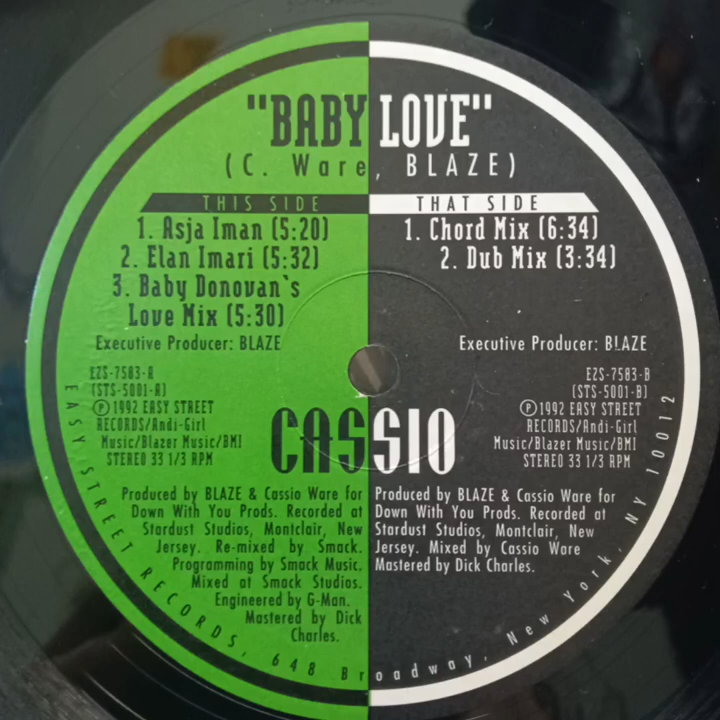 "BABY LOVE"
(C. Ware, BLAZE)
THIS SIDE
1. Asja Iman (5:20)
2. Elan Imari (5:32)
3. Baby Donovan`s
Love Mix (5:30)
Executive Producer: BLAZE
EZS-7583-A
(STS-5001-A)
Ⓟ1992 EASY STREET
RECORDS/Andi-Girl
Music/Blazer Music/BMI
STEREO 33 1/3 RPM
THAT SIDE
1. Chord Mix (6:34)
2. Dub Mix (3:34)
Executive Producer: BLAZE
EZS-7583-B
(STS-5001-B)
Ⓟ1992 EASY STREET
RECORDS/Andi-Girl
Music/Blazer Music/BMI
STEREO 33 1/3 RPM
CASSIO
Produced by BLAZE & Cassio Ware for
Down With You Prods. Recorded at
Stardust Studios, Montclair, New
Jersey. Re-mixed by Smack.
Programming by Smack Music.
Mixed at Smack Studios.
Engineered by G-Man.
Mastered by Dick
Charles.
Produced by BLAZE & Cassio Ware for
Down With You Prods. Recorded at
Stardust Studios, Montclair, New
Jersey. Mixed by Cassio Ware
Mastered by Dick Charles.
EASY STREET RECORDS, 648 Broadway, New York, NY 10012